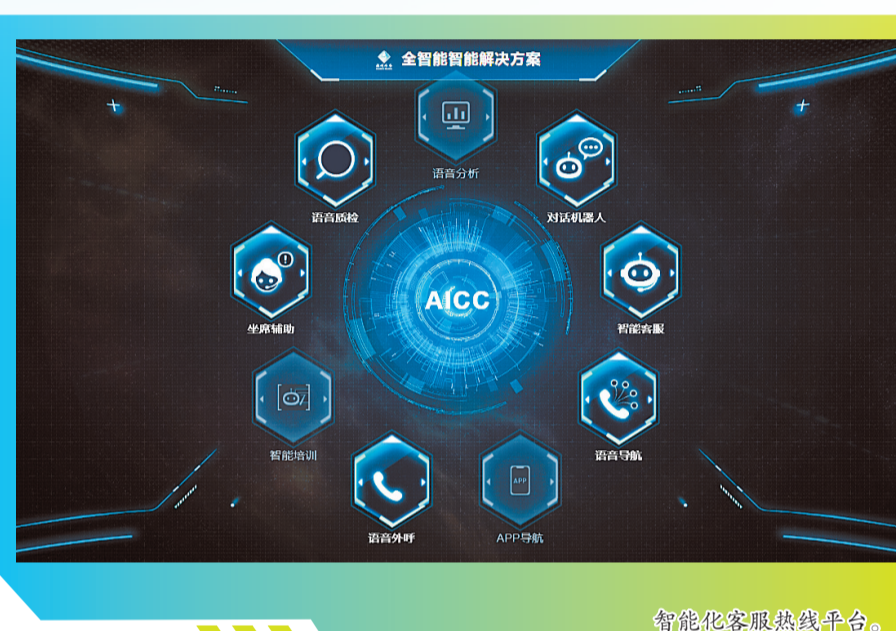 全智能智能解决方案
语音分析
语音质检
对话机器人
坐席辅助
智能客服
AICC
智能培训
语音导航
APP
语音外呼
APP导航
智能化客服热线平台。